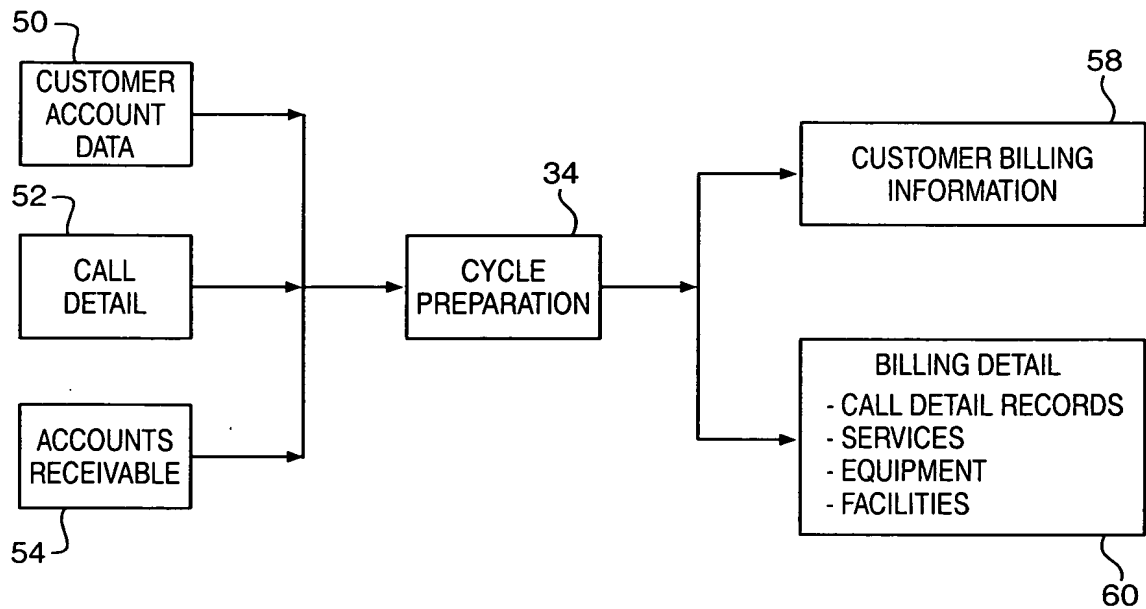 50
CUSTOMER
ACCOUNT
DATA
52
CALL
DETAIL
ACCOUNTS
RECEIVABLE
54
34
CYCLE
PREPARATION
58
CUSTOMER BILLING
INFORMATION
BILLING DETAIL
- CALL DETAIL RECORDS
- SERVICES
- EQUIPMENT
- FACILITIES
60